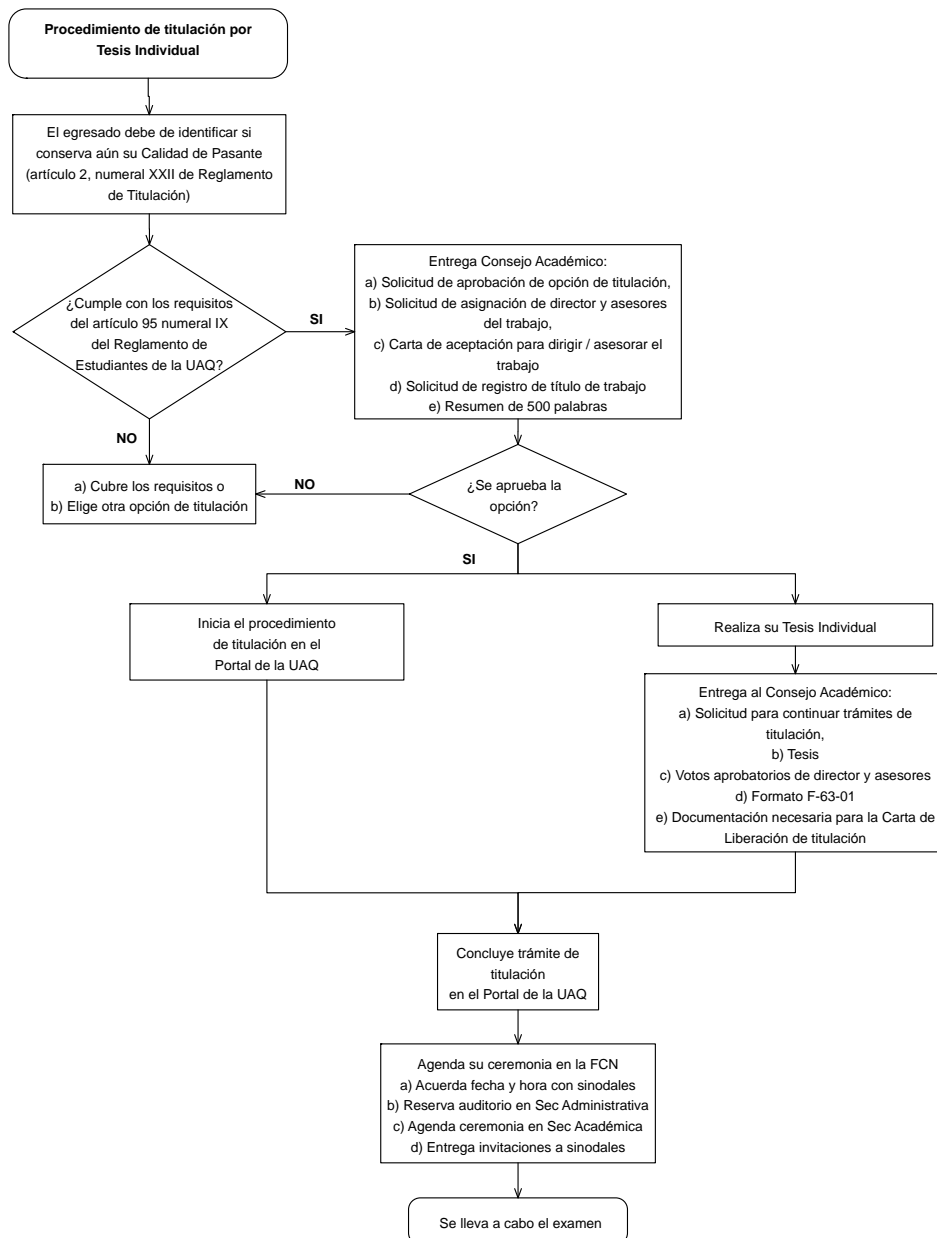 Procedimiento de titulación por
Tesis Individual
El egresado debe de identificar si
conserva aún su Calidad de Pasante
(artículo 2, numeral XXII de Reglamento
de Titulación)
¿Cumple con los requisitos
del artículo 95 numeral IX
del Reglamento de
Estudiantes de la UAQ?
SI
Entrega Consejo Académico:
a) Solicitud de aprobación de opción de titulación,
b) Solicitud de asignación de director y asesores
del trabajo,
c) Carta de aceptación para dirigir / asesorar el
trabajo
d) Solicitud de registro de título de trabajo
e) Resumen de 500 palabras
NO
a) Cubre los requisitos o
b) Elige otra opción de titulación
NO
¿Se aprueba la
opción?
SI
Inicia el procedimiento
de titulación en el
Portal de la UAQ
Realiza su Tesis Individual
Entrega al Consejo Académico:
a) Solicitud para continuar trámites de
titulación,
b) Tesis
c) Votos aprobatorios de director y asesores
d) Formato F-63-01
e) Documentación necesaria para la Carta de
Liberación de titulación
Concluye trámite de
titulación
en el Portal de la UAQ
Agenda su ceremonia en la FCN
a) Acuerda fecha y hora con sinodales
b) Reserva auditorio en Sec Administrativa
c) Agenda ceremonia en Sec Académica
d) Entrega invitaciones a sinodales
Se lleva a cabo el examen